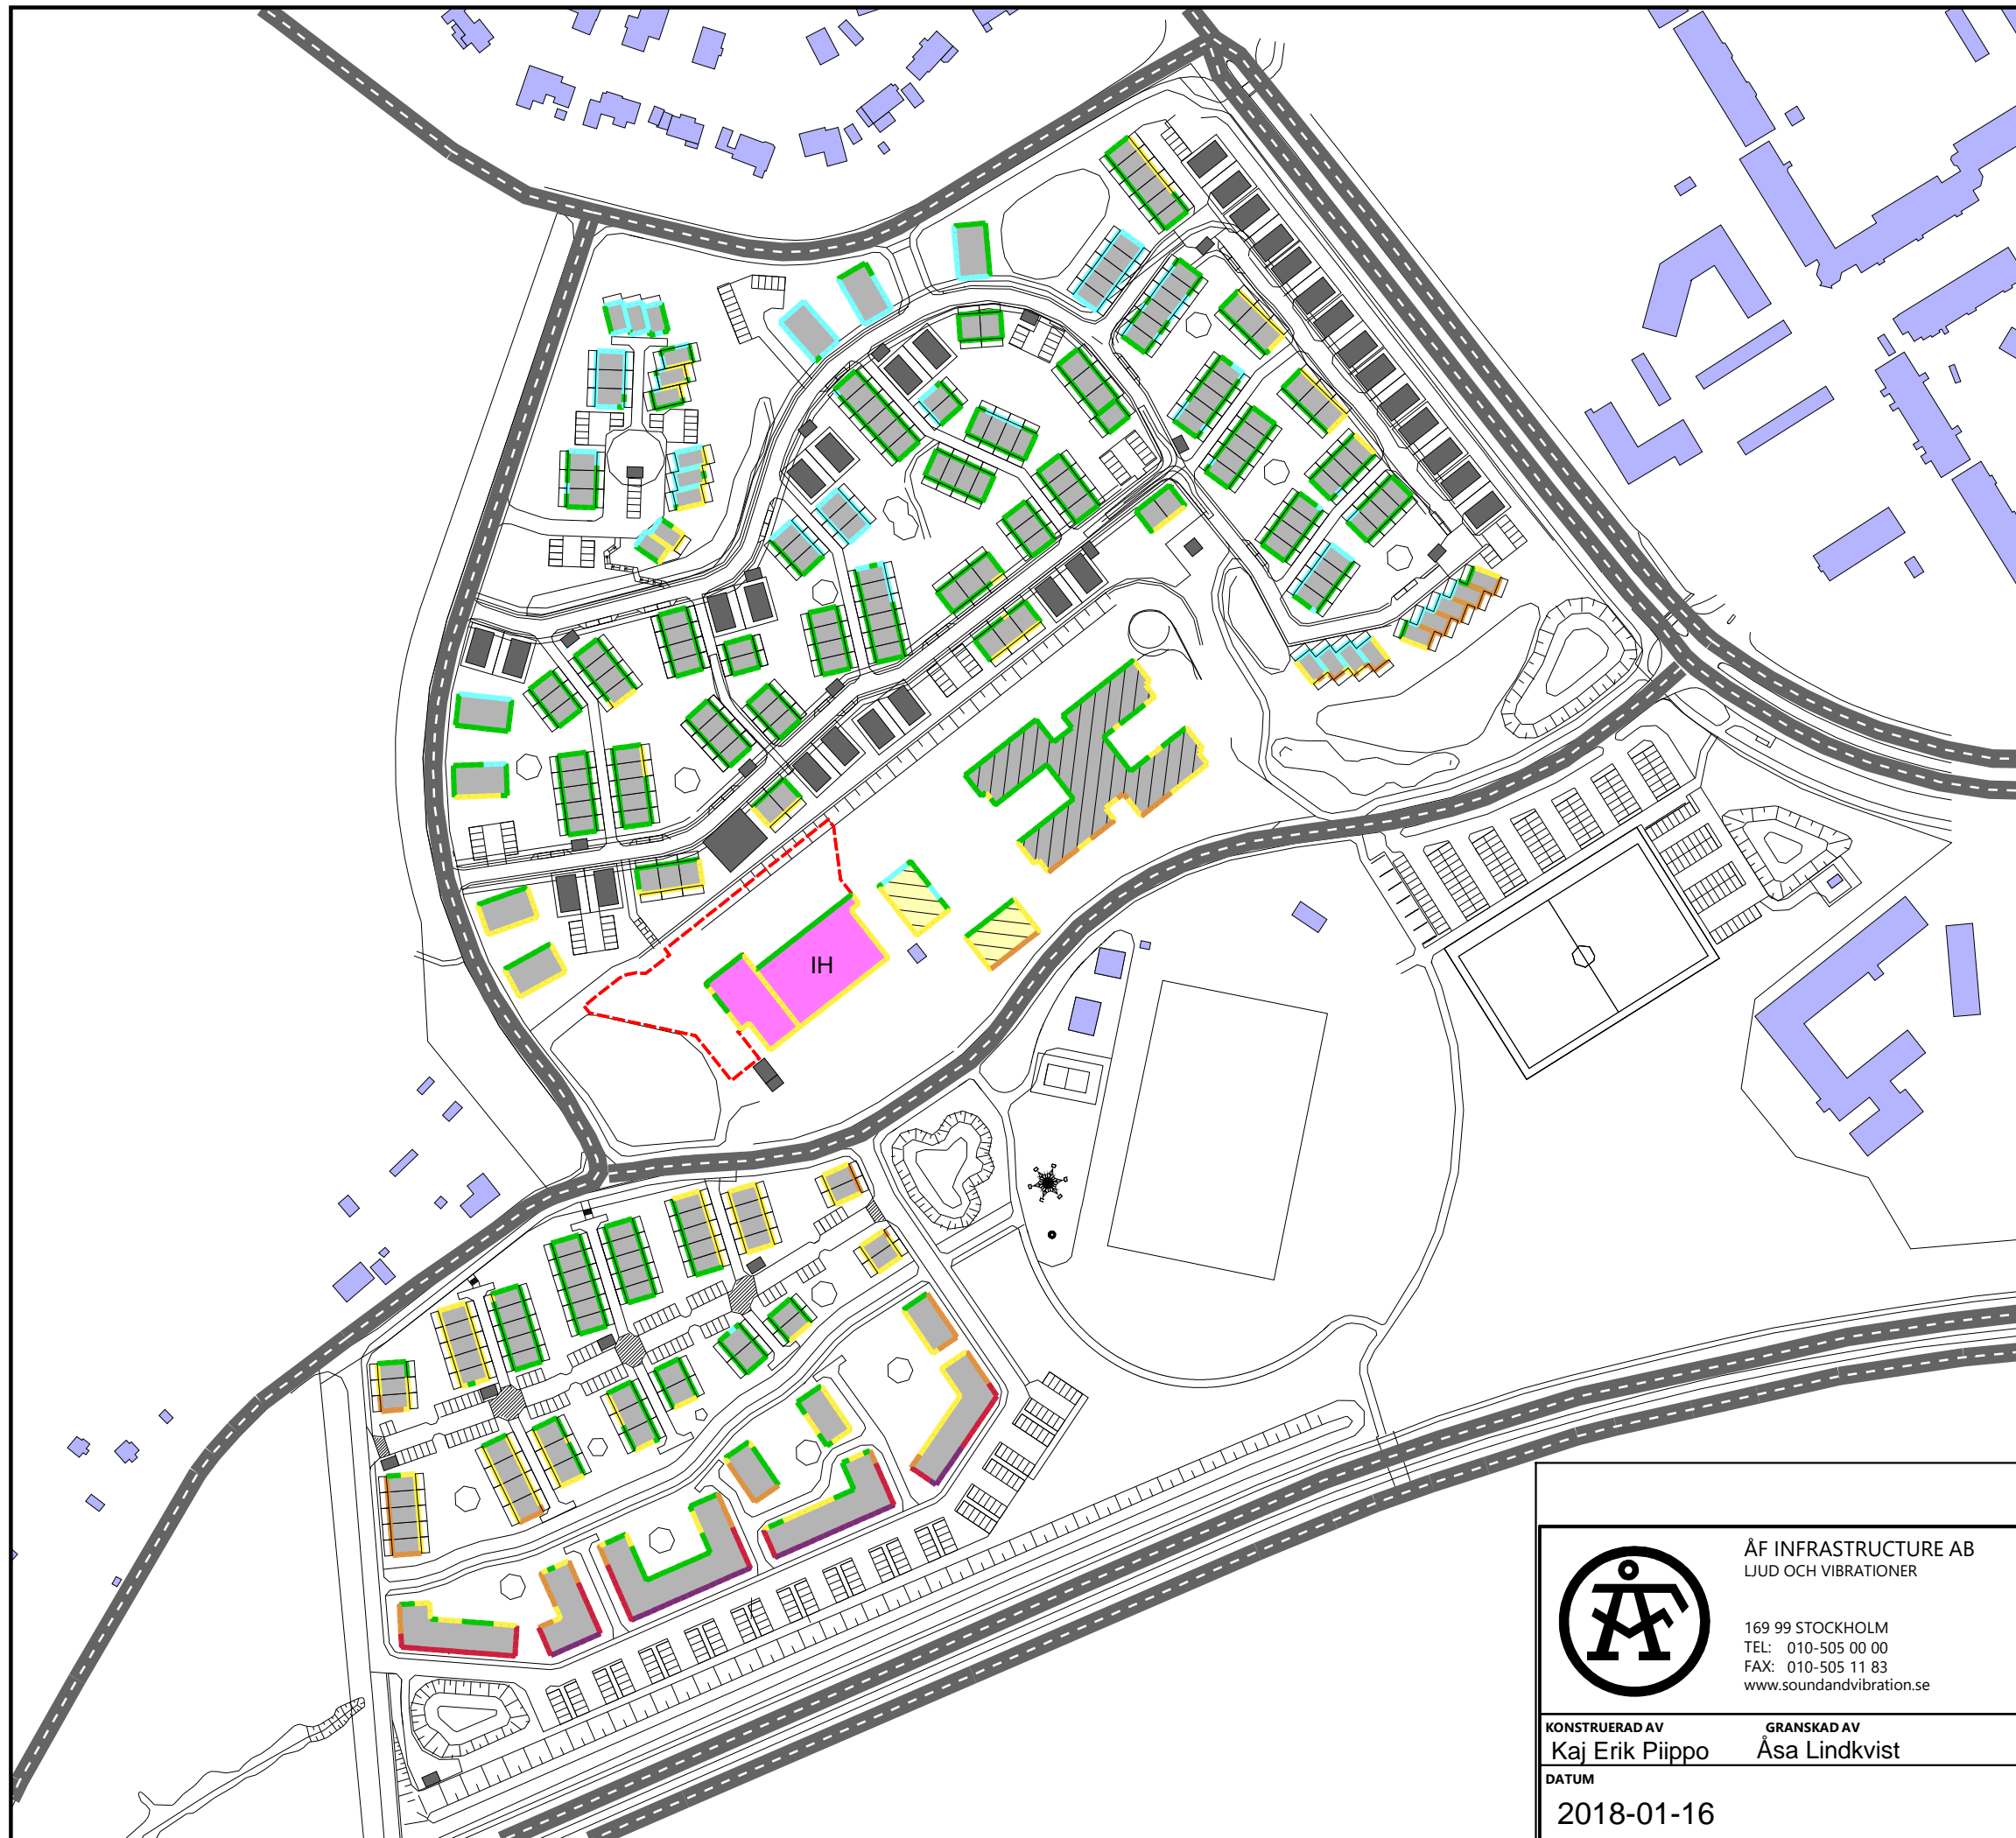 IH
ÅF INFRASTRUCTURE AB
LJUD OCH VIBRATIONER
169 99 STOCKHOLM
TEL: 010-505 00 00
FAX: 010-505 11 83
www.soundandvibration.se
KONSTRUERAD AV GRANSKAD AV
Kaj Erik Piippo Åsa Lindkvist
DATUM
2018-01-16